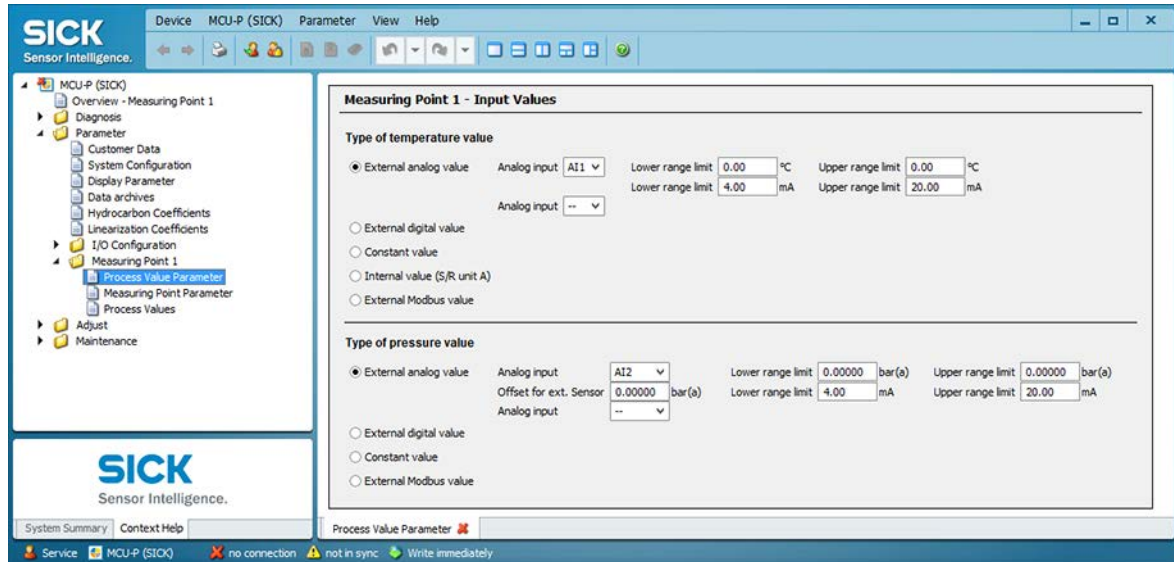 SICK
Sensor Intelligence.
Device MCU-P (SICK) Parameter View Help
MCU-P (SICK)
Overview - Measuring Point 1
Diagnosis
Parameter
Customer Data
System Configuration
Display Parameter
Data archives
Hydrocarbon Coefficients
Linearization Coefficients
I/O Configuration
Measuring Point 1
Process Value Parameter
Measuring Point Parameter
Process Values
Adjust
Maintenance
SICK
Sensor Intelligence.
System Summary Context Help
Measuring Point 1 - Input Values
Type of temperature value
External analog value Analog input AI1 Lower range limit 0.00 °C Upper range limit 0.00 °C
Lower range limit 4.00 mA Upper range limit 20.00 mA
Analog input --
External digital value
Constant value
Internal value (S/R unit A)
External Modbus value
Type of pressure value
External analog value Analog input AI2 Lower range limit 0.00000 bar(a) Upper range limit 0.00000 bar(a)
Offset for ext. Sensor 0.00000 bar(a) Lower range limit 4.00 mA Upper range limit 20.00 mA
Analog input --
External digital value
Constant value
External Modbus value
Process Value Parameter
Service MCU-P (SICK) no connection not in sync Write immediately